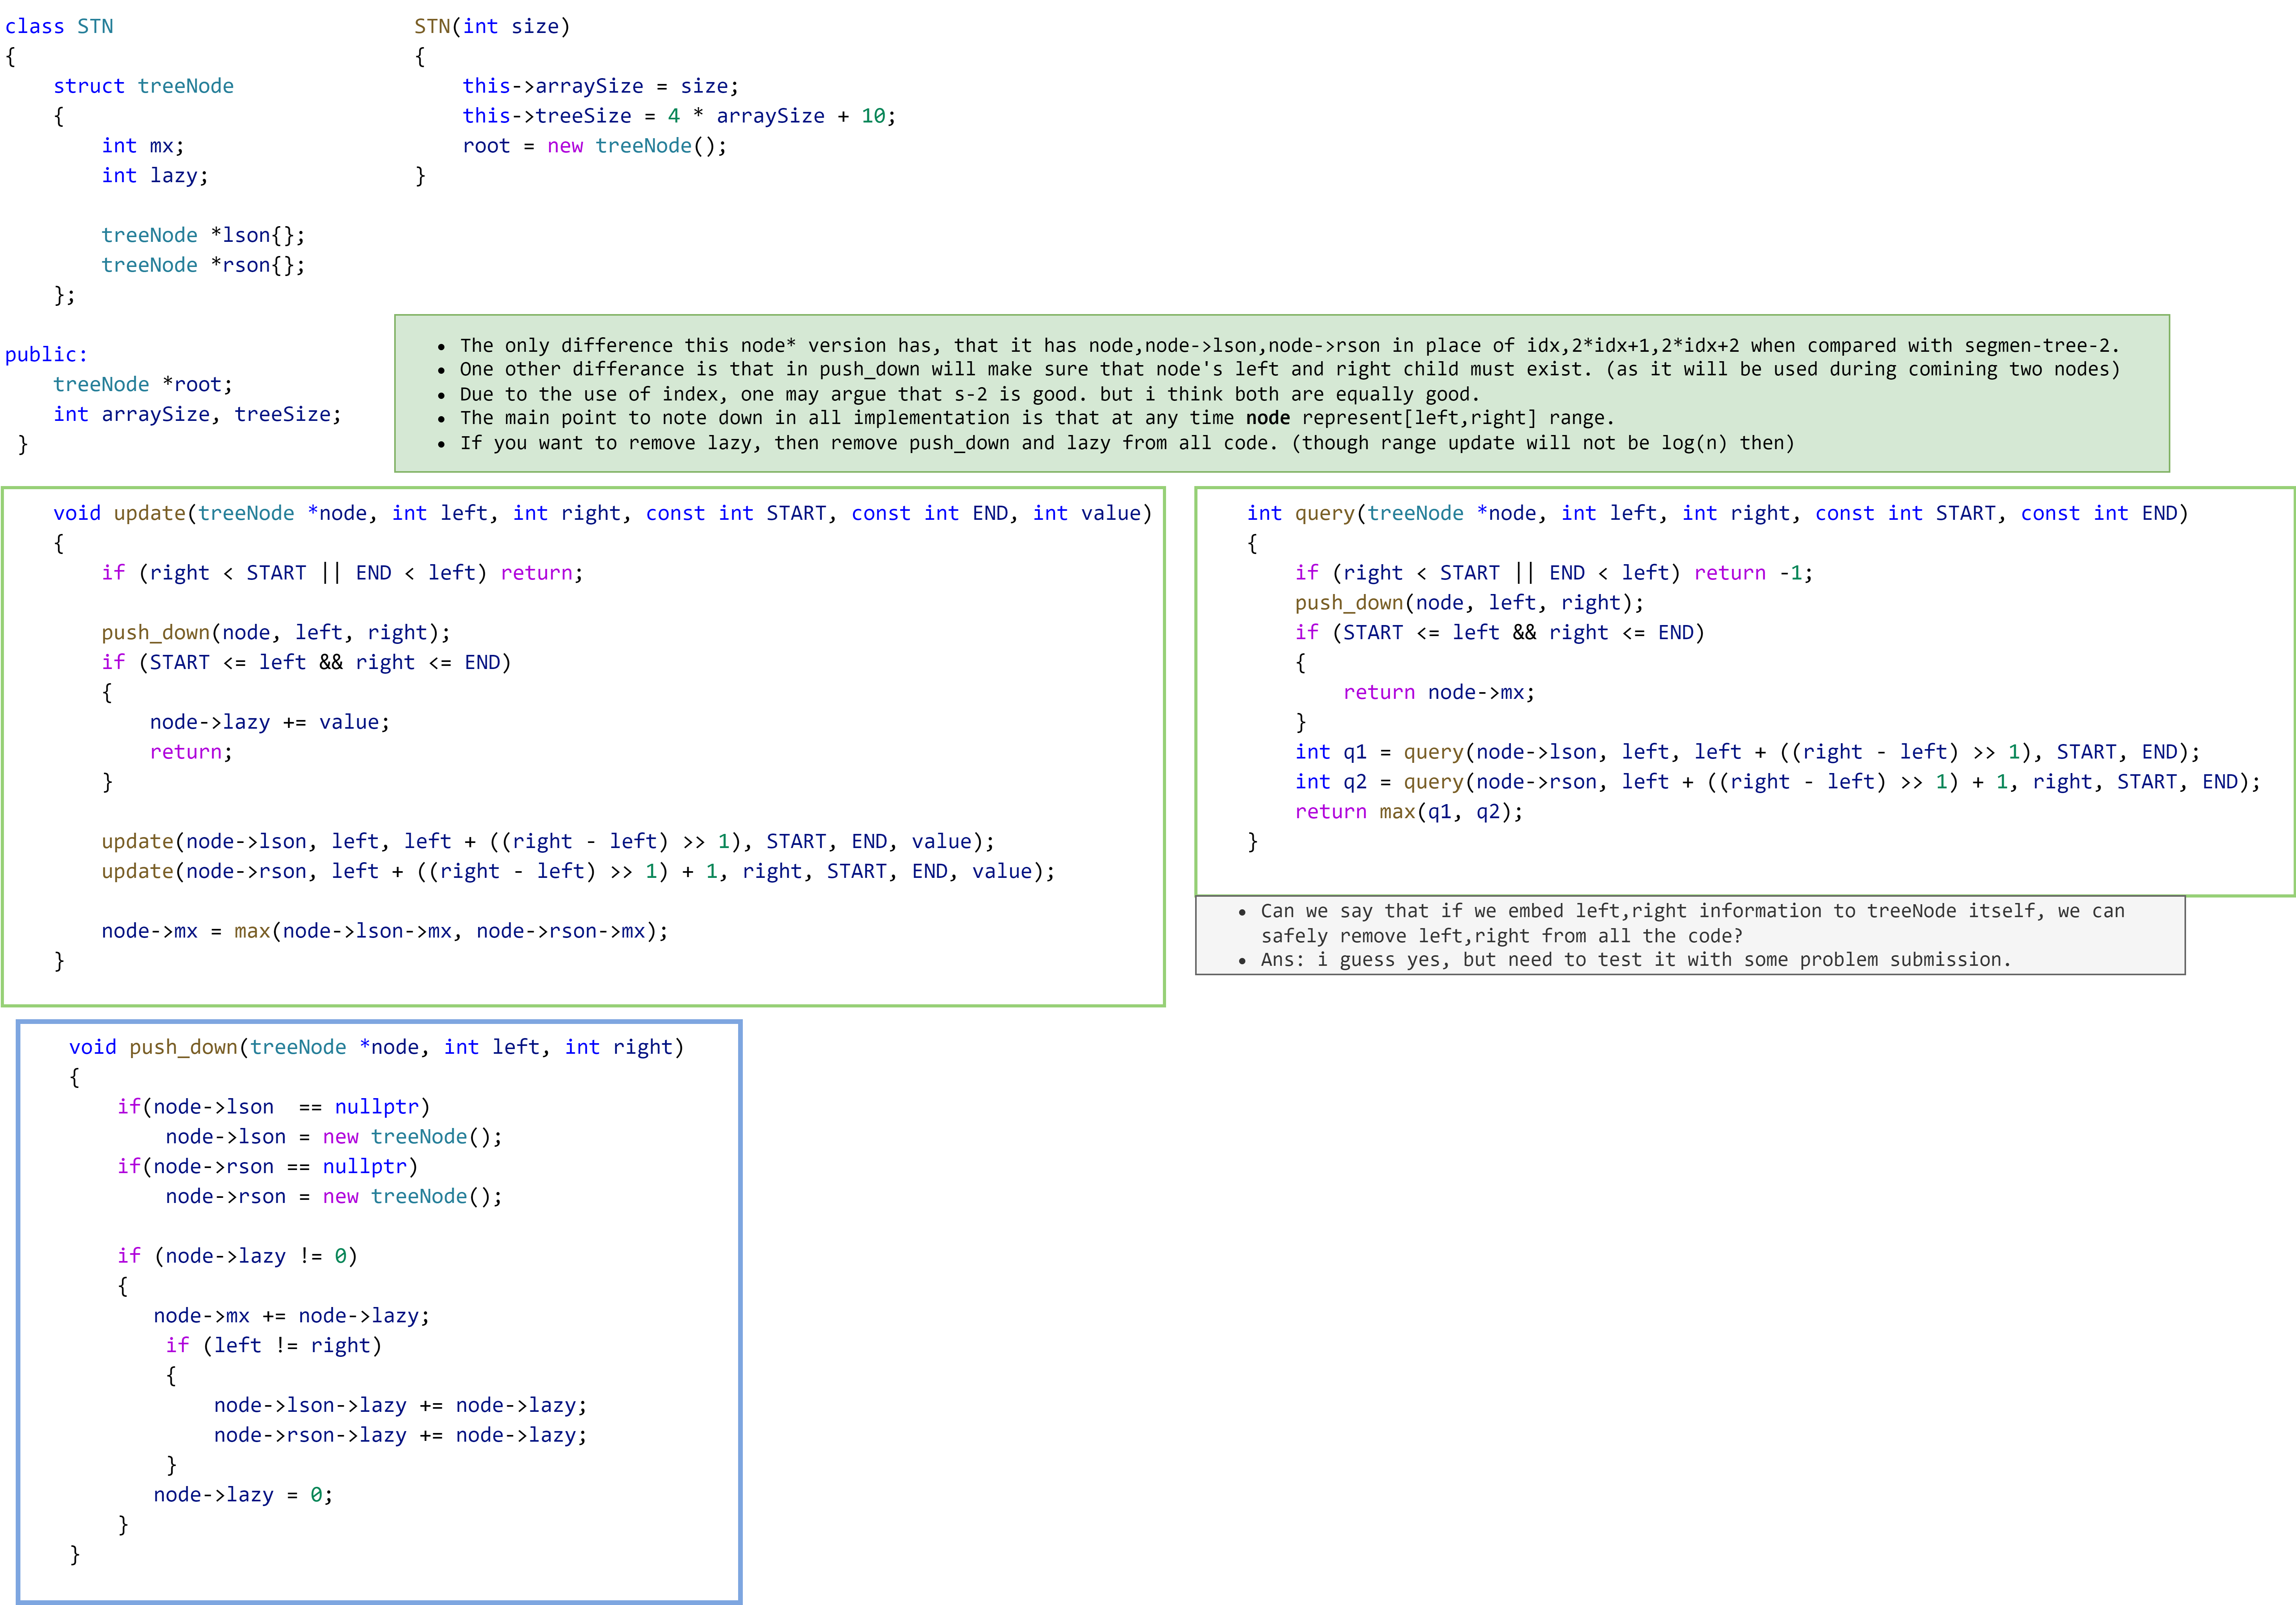 class STN
{
    struct treeNode
    {
        int mx;
        int lazy;

        treeNode *lson{};
        treeNode *rson{};
    };

public:
    treeNode *root;
    int arraySize, treeSize;
 }
STN(int size)
{
    this->arraySize = size;
    this->treeSize = 4 * arraySize + 10;
    root = new treeNode();
}
• The only difference this node* version has, that it has node,node->lson,node->rson in place of idx,2*idx+1,2*idx+2 when compared with segmen-tree-2.
• One other differance is that in push_down will make sure that node's left and right child must exist. (as it will be used during comining two nodes)
• Due to the use of index, one may argue that s-2 is good. but i think both are equally good.
• The main point to note down in all implementation is that at any time node represent[left,right] range.
• If you want to remove lazy, then remove push_down and lazy from all code. (though range update will not be log(n) then)
void update(treeNode *node, int left, int right, const int START, const int END, int value)
{
    if (right < START || END < left) return;

    push_down(node, left, right);
    if (START <= left && right <= END)
    {
        node->lazy += value;
        return;
    }

    update(node->lson, left, left + ((right - left) >> 1), START, END, value);
    update(node->rson, left + ((right - left) >> 1) + 1, right, START, END, value);

    node->mx = max(node->lson->mx, node->rson->mx);
}
int query(treeNode *node, int left, int right, const int START, const int END)
{
    if (right < START || END < left) return -1;
    push_down(node, left, right);
    if (START <= left && right <= END)
    {
        return node->mx;
    }
    int q1 = query(node->lson, left, left + ((right - left) >> 1), START, END);
    int q2 = query(node->rson, left + ((right - left) >> 1) + 1, right, START, END);
    return max(q1, q2);
}
• Can we say that if we embed left,right information to treeNode itself, we can
safely remove left,right from all the code?
• Ans: i guess yes, but need to test it with some problem submission.
void push_down(treeNode *node, int left, int right)
{
    if(node->lson  == nullptr)
        node->lson = new treeNode();
    if(node->rson == nullptr)
        node->rson = new treeNode();

    if (node->lazy != 0)
    {
       node->mx += node->lazy;
        if (left != right)
        {
            node->lson->lazy += node->lazy;
            node->rson->lazy += node->lazy;
        }
       node->lazy = 0;
    }
}